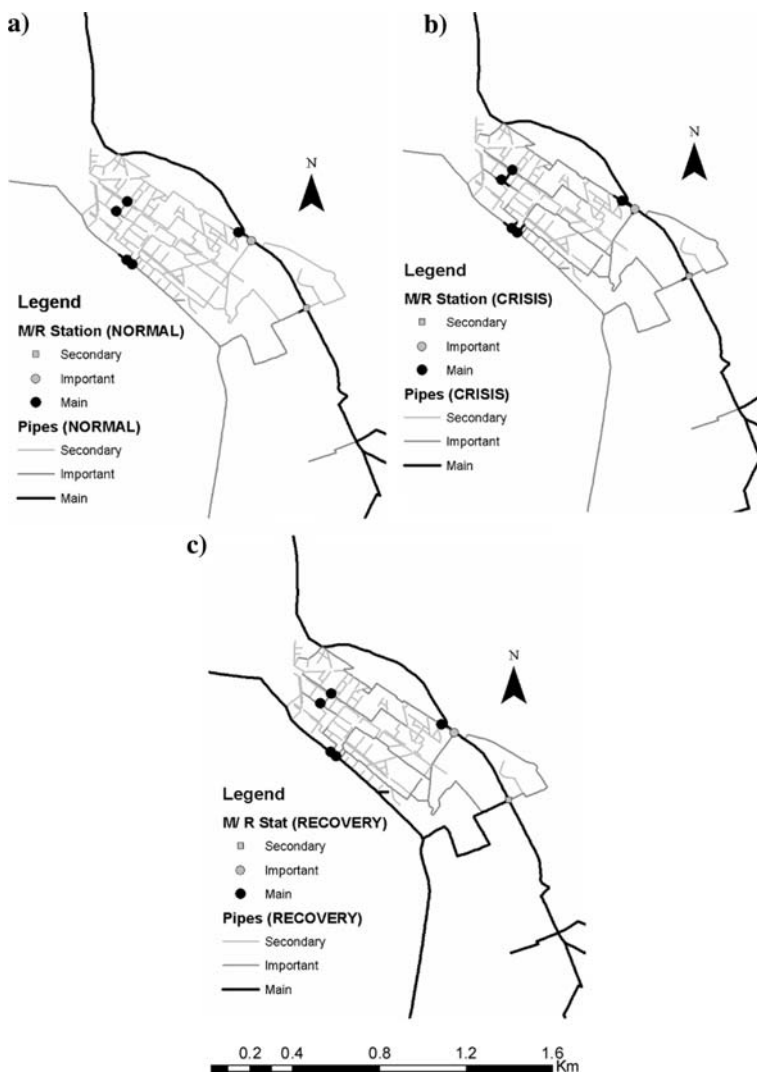 a)
N
Legend
M/R Station (NORMAL)
Secondary
Important
Main
Pipes (NORMAL)
Secondary
Important
Main
b)
N
Legend
M/R Station (CRISIS)
Secondary
Important
Main
Pipes (CRISIS)
Secondary
Important
Main
c)
N
Legend
M/ R Stat (RECOVERY)
Secondary
Important
Main
Pipes (RECOVERY)
Secondary
Important
Main
0.2 0.4 0.8 1.2 1.6
Km